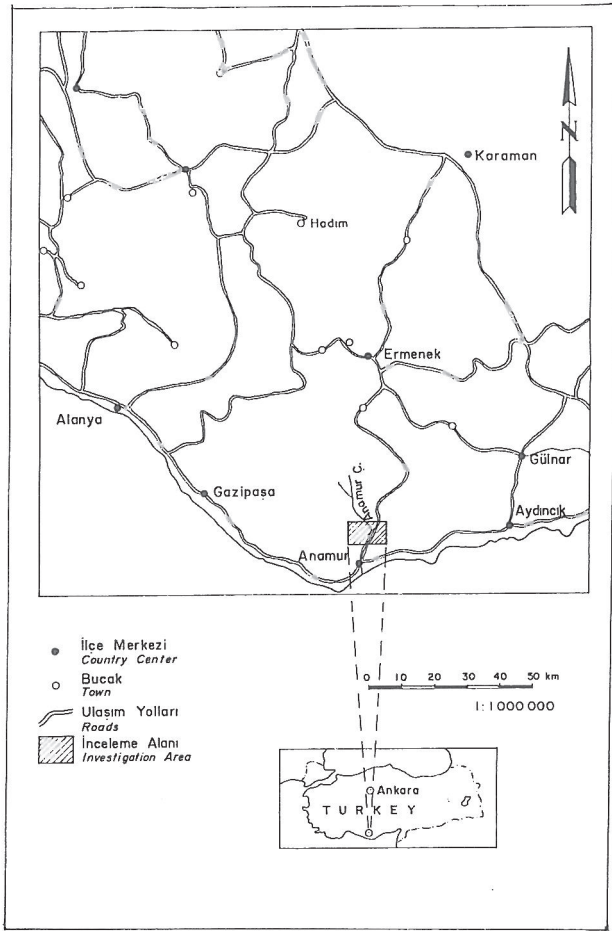 N
Karaman
Hadım
Ermenek
Alanya
Gülnar
Gazipaşa
Anamur Ç.
Aydıncık
Anamur
İlçe Merkezi
Country Center
Bucak
Town
Ulaşım Yolları
Roads
İnceleme Alanı
Investigation Area
0 10 20 30 40 50 km
1:1 000 000
Ankara
TURKEY